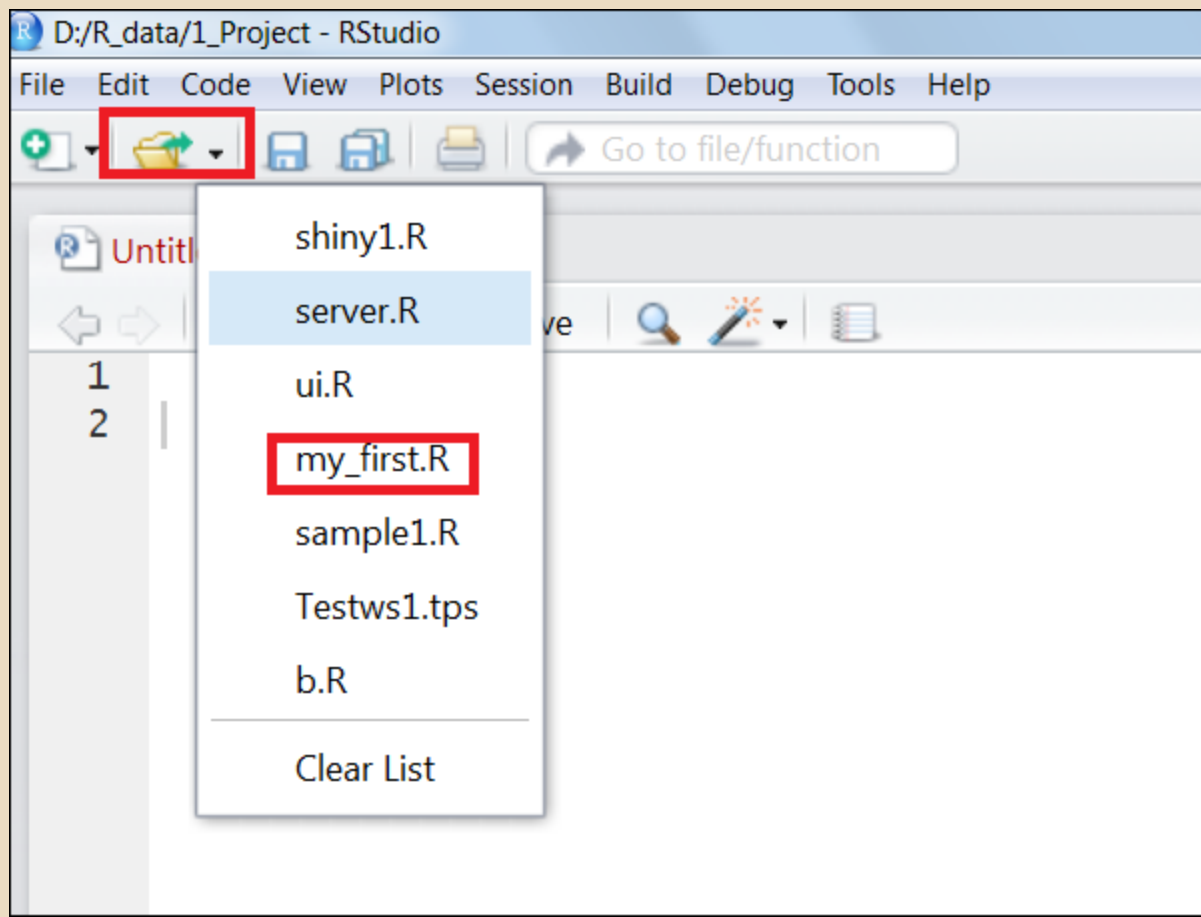 R D:/R_data/1_Project - RStudio
File Edit Code View Plots Session Build Debug Tools Help
Go to file/function
R Untitl
shiny1.R
server.R
ve
ui.R
my_first.R
sample1.R
Testws1.tps
b.R
Clear List
1
2